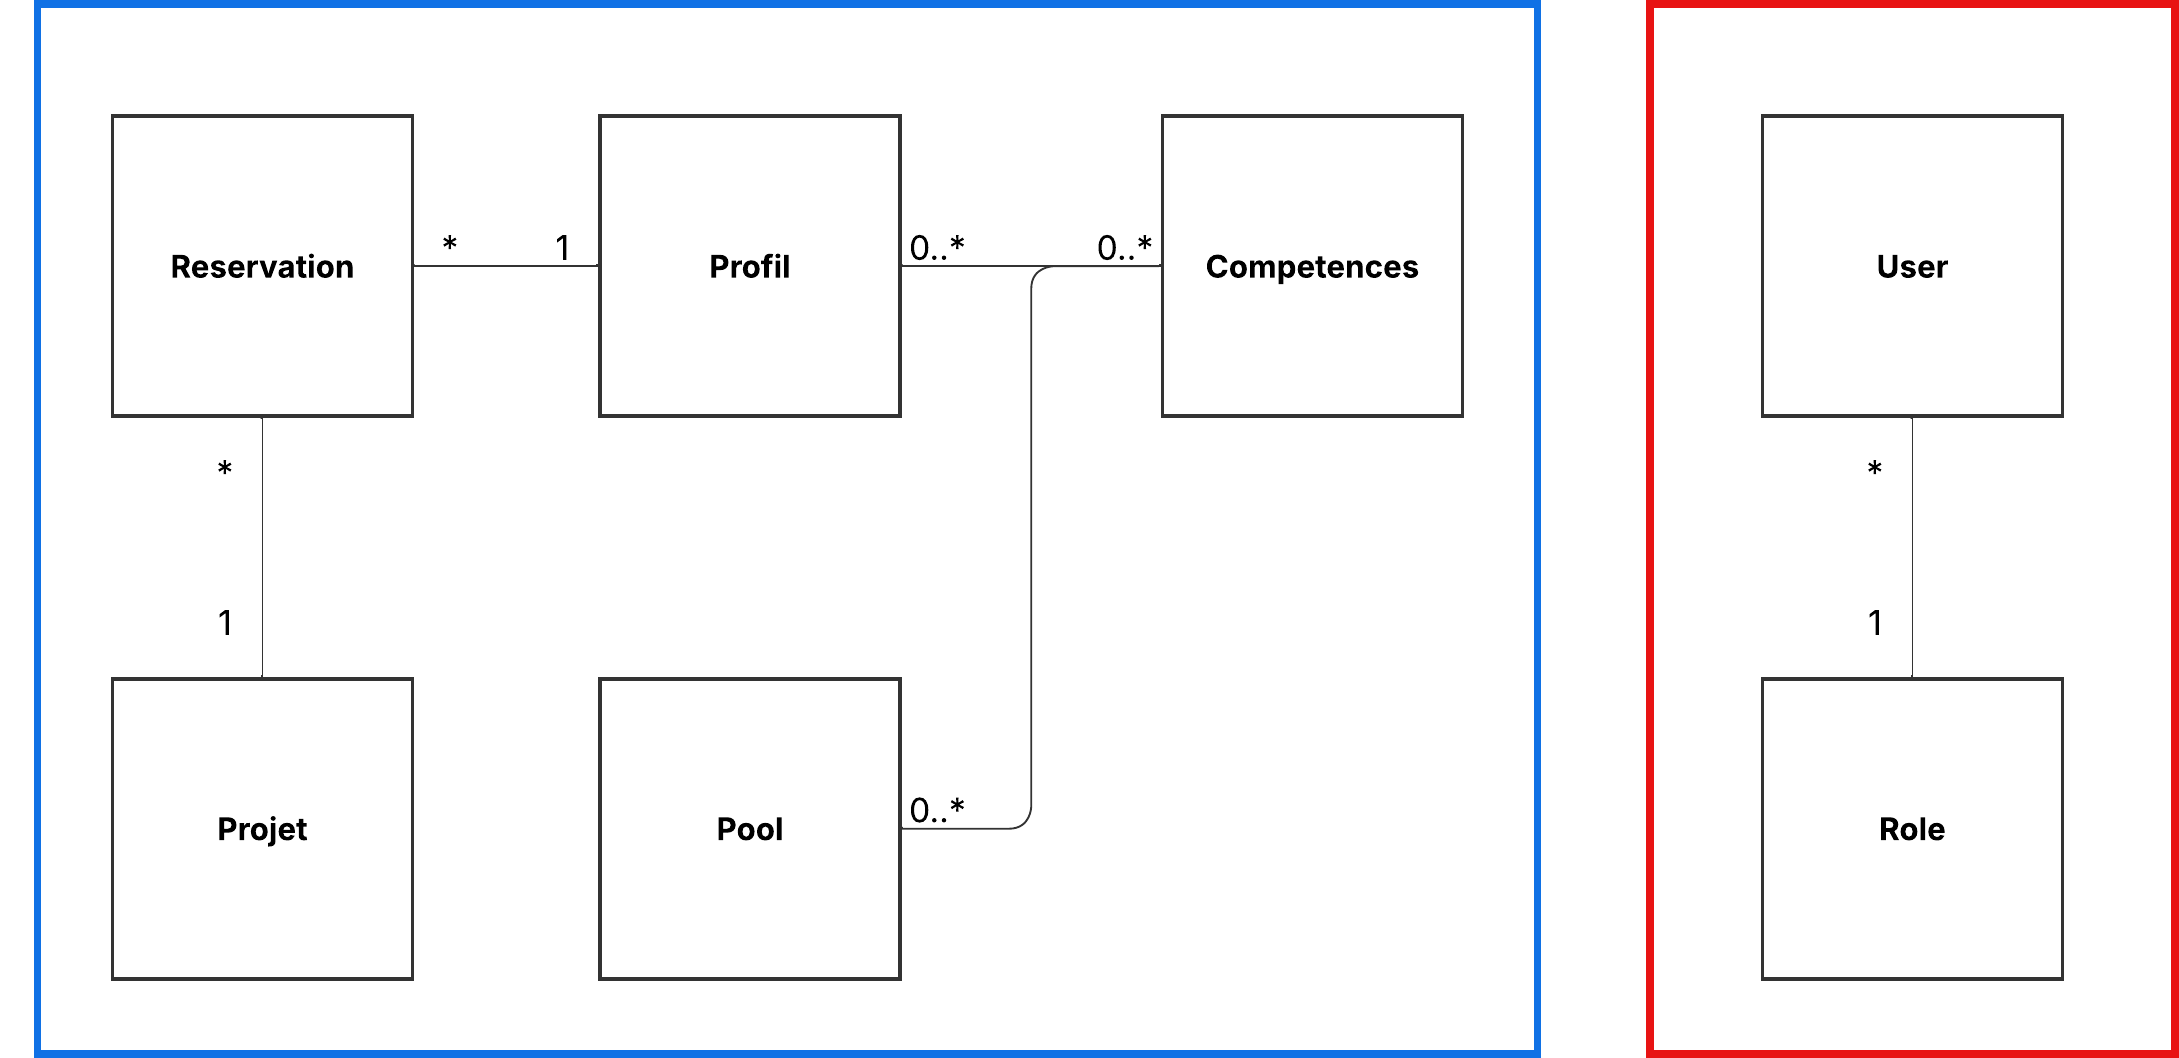 Reservation
*
1
Profil
0..*
0..*
Competences
*
1
Projet
Pool
0..*
User
*
1
Role